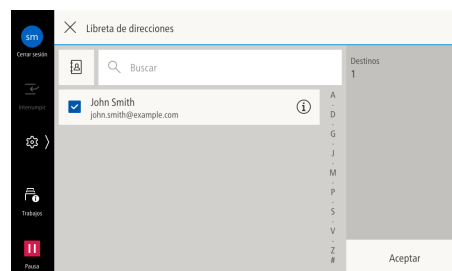 sm
Cerrar sesión
Interrumpir
Trabajos
Pausa
Libreta de direcciones
Buscar
John Smith
john.smith@example.com
A
-
D
-
G
-
J
-
M
-
P
-
S
-
V
-
Z
#
Destinos
1
Aceptar